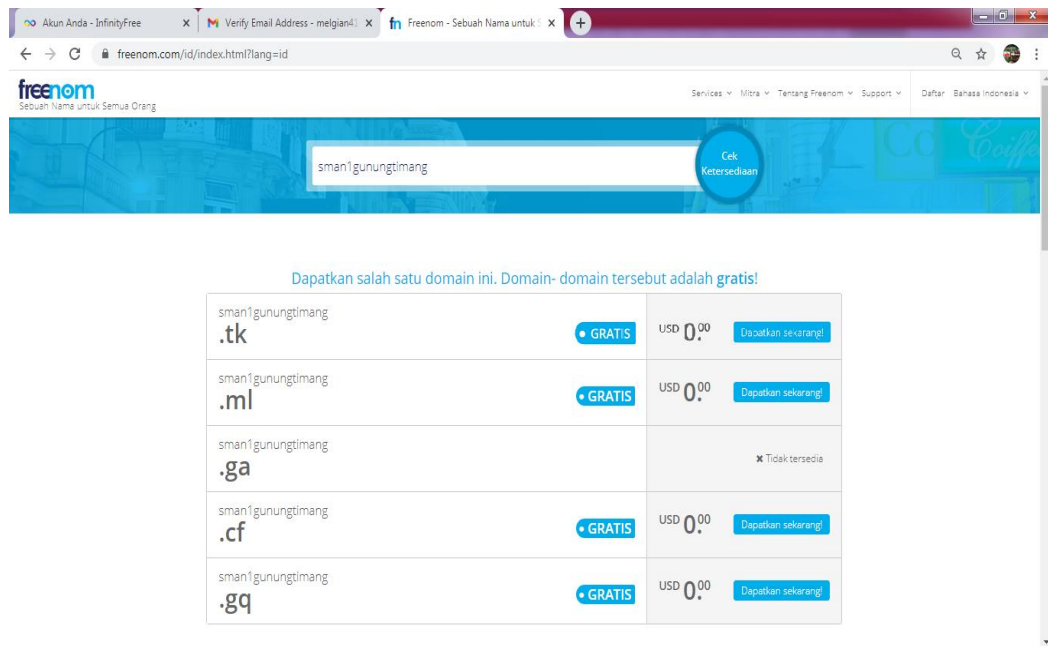 Akun Anda - InfinityFree
Verify Email Address - melgian41
fn Freenom - Sebuah Nama untuk S
freenom.com/id/index.html?lang=id
freenom
Sebuah Nama untuk Semua Orang
Services Mitra Tentang Freenom Support Daftar Bahasa Indonesia
sman1gunungtimang
Cek
Ketersediaan
Co Coiffe
Dapatkan salah satu domain ini. Domain- domain tersebut adalah gratis!
sman1gunungtimang
.tk GRATIS USD 0.00 Dapatkan sekarang!
sman1gunungtimang
.ml GRATIS USD 0.00 Dapatkan sekarang!
sman1gunungtimang
.ga Tidak tersedia
sman1gunungtimang
.cf GRATIS USD 0.00 Dapatkan sekarang!
sman1gunungtimang
.gq GRATIS USD 0.00 Dapatkan sekarang!